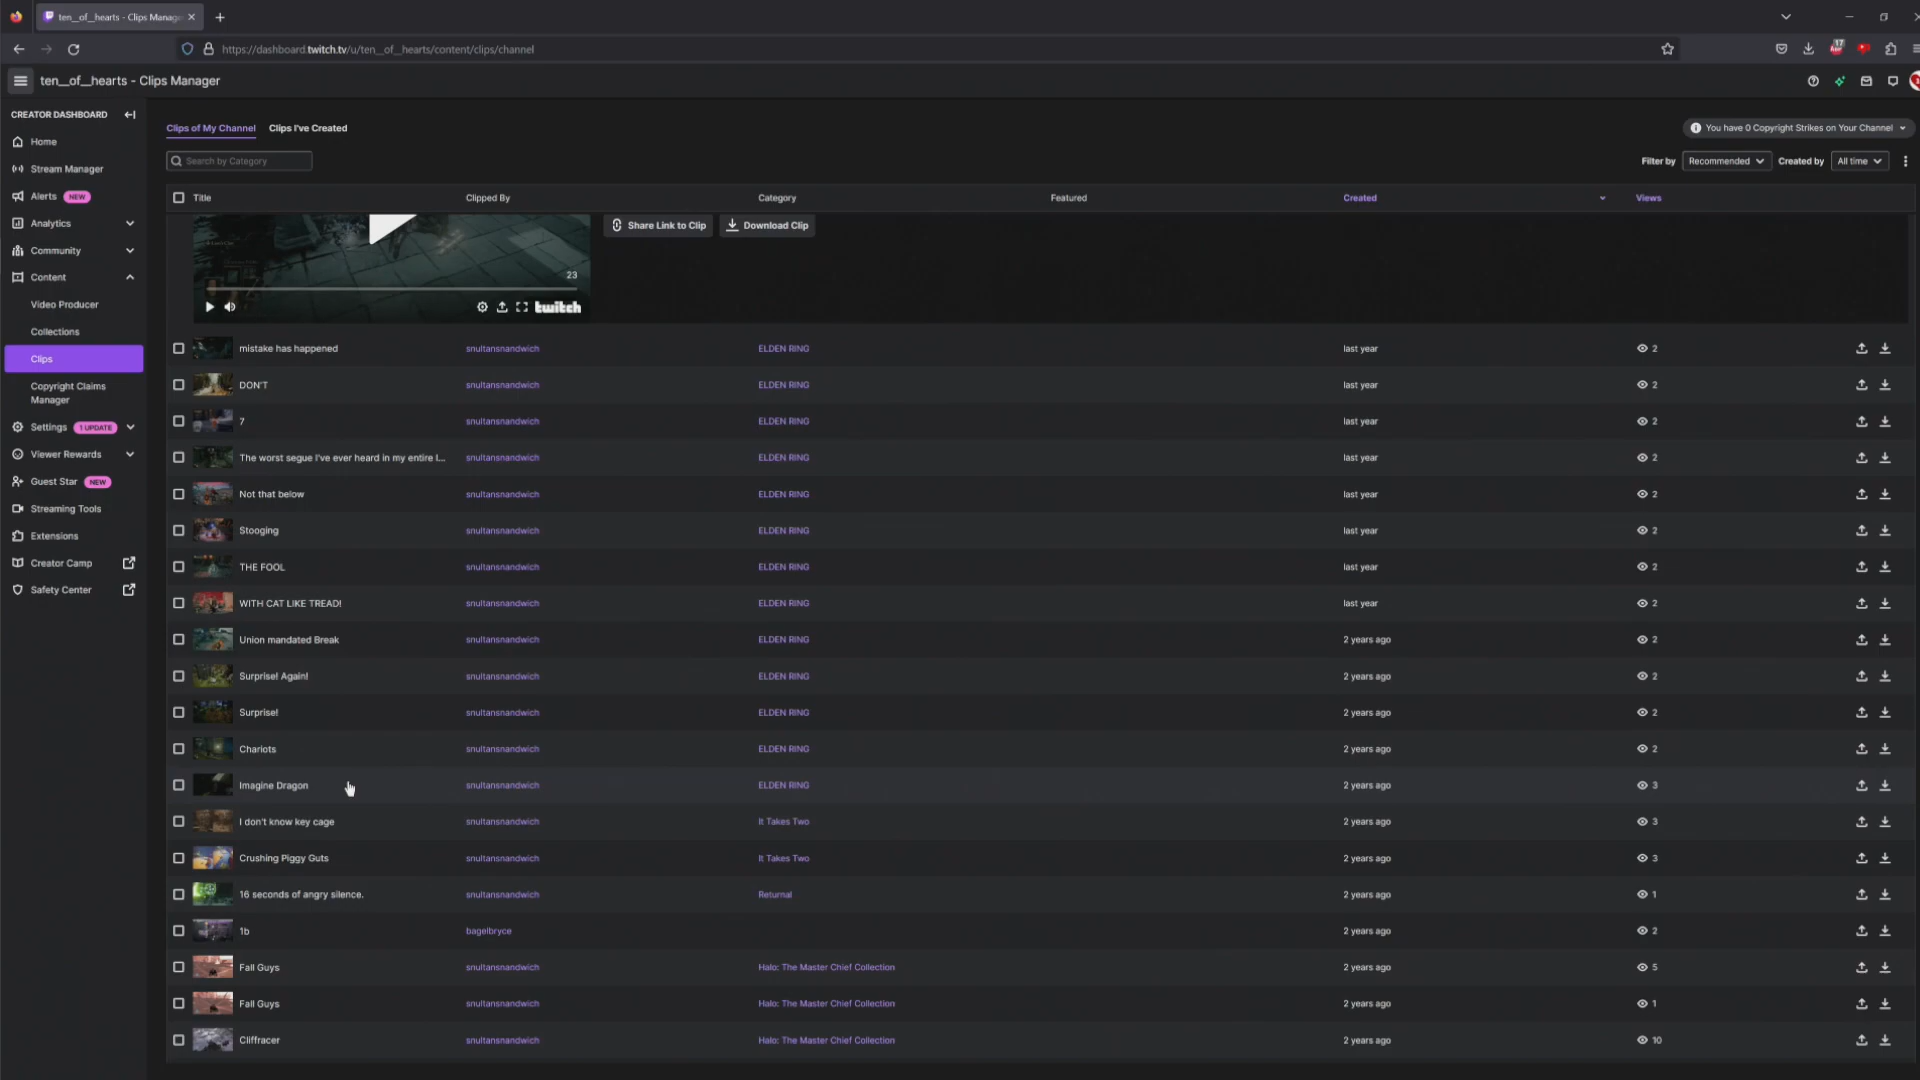 ten__of__hearts - Clips Manag
https://dashboard.twitch.tv/u/ten__of__hearts/content/clips/channel
17
ten__of__hearts - Clips Manager
CREATOR DASHBOARD
Home
Stream Manager
Alerts NEW
Analytics
Community
Content
Video Producer
Collections
Clips
Copyright Claims
Manager
Settings 1 UPDATE
Viewer Rewards
Guest Star NEW
Streaming Tools
Extensions
Creator Camp
Safety Center
Clips of My Channel Clips I've Created
You have 0 Copyright Strikes on Your Channel
Search by Category
Filter by Recommended Created by All time
Title Clipped By Category Featured Created Views
Share Link to Clip Download Clip
23
twitch
mistake has happened snultansnandwich ELDEN RING last year 2
DON'T snultansnandwich ELDEN RING last year 2
7 snultansnandwich ELDEN RING last year 2
The worst segue I've ever heard in my entire l... snultansnandwich ELDEN RING last year 2
Not that below snultansnandwich ELDEN RING last year 2
Stooging snultansnandwich ELDEN RING last year 2
THE FOOL snultansnandwich ELDEN RING last year 2
WITH CAT LIKE TREAD! snultansnandwich ELDEN RING last year 2
Union mandated Break snultansnandwich ELDEN RING 2 years ago 2
Surprise! Again! snultansnandwich ELDEN RING 2 years ago 2
Surprise! snultansnandwich ELDEN RING 2 years ago 2
Chariots snultansnandwich ELDEN RING 2 years ago 2
Imagine Dragon snultansnandwich ELDEN RING 2 years ago 3
I don't know key cage snultansnandwich It Takes Two 2 years ago 3
Crushing Piggy Guts snultansnandwich It Takes Two 2 years ago 3
16 seconds of angry silence. snultansnandwich Returnal 2 years ago 1
1b bagelbryce 2 years ago 2
Fall Guys snultansnandwich Halo: The Master Chief Collection 2 years ago 5
Fall Guys snultansnandwich Halo: The Master Chief Collection 2 years ago 1
Cliffracer snultansnandwich Halo: The Master Chief Collection 2 years ago 10